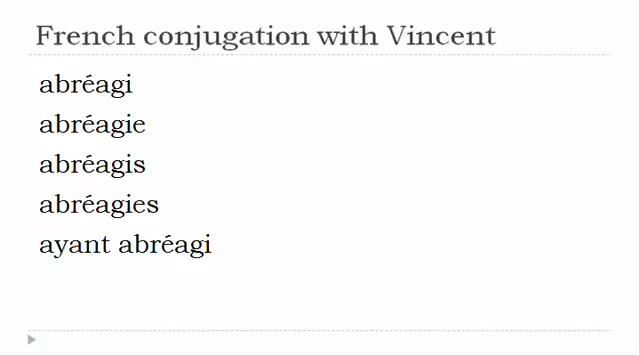 French conjugation with Vincent
abréagi
abréagie
abréagis
abréagies
ayant abréagi